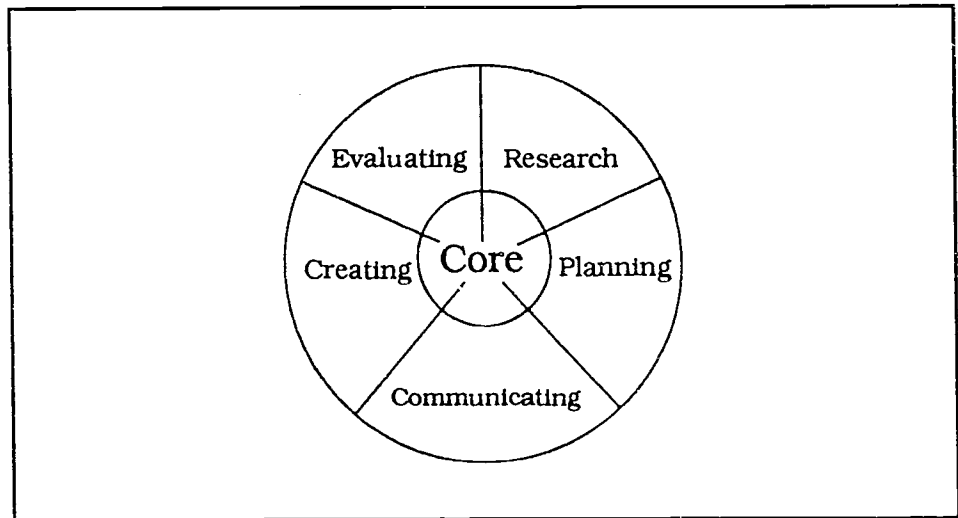 Evaluating
Research
Creating
Core
Planning
Communicating